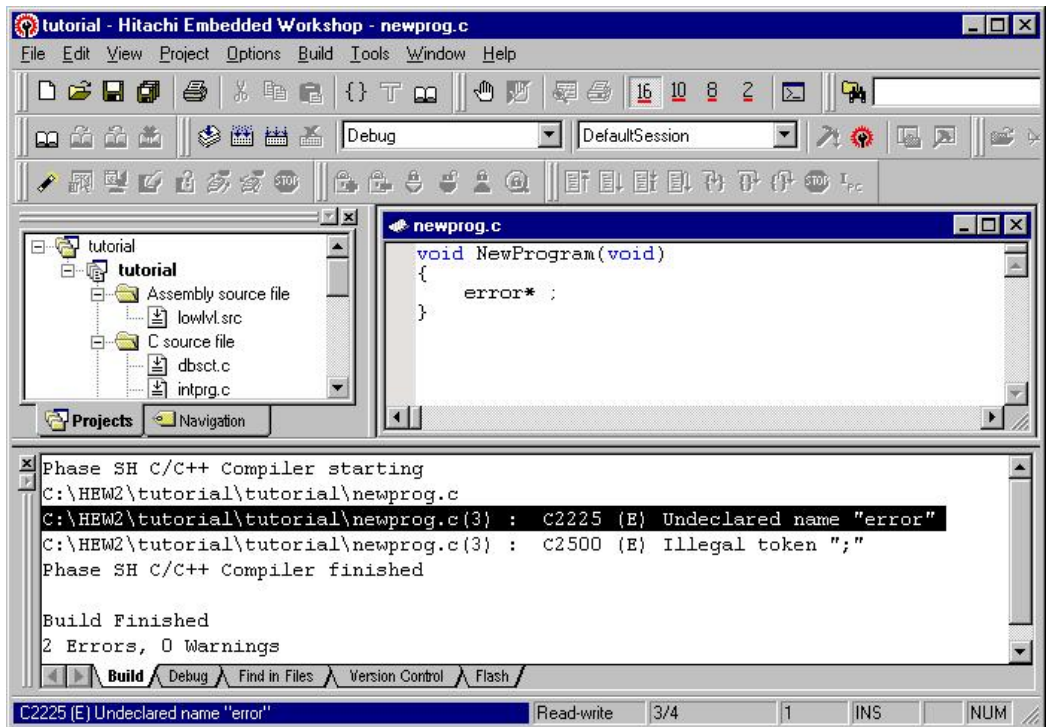 tutorial - Hitachi Embedded Workshop - newprog.c
File Edit View Project Options Build Tools Window Help
16 10 8 2
Debug
DefaultSession
STOP
STOP
IPC
tutorial
tutorial
Assembly source file
lowlvl.src
C source file
dbsct.c
intprg.c
Projects
Navigation
newprog.c
void NewProgram(void)
{
error* ;
}
Phase SH C/C++ Compiler starting
C:\HEW2\tutorial\tutorial\newprog.c
C:\HEW2\tutorial\tutorial\newprog.c(3) : C2225 (E) Undeclared name "error"
C:\HEW2\tutorial\tutorial\newprog.c(3) : C2500 (E) Illegal token ";"
Phase SH C/C++ Compiler finished
Build Finished
2 Errors, 0 Warnings
Build Debug Find in Files Version Control Flash
C2225 (E) Undeclared name "error"
Read-write 3/4 1 INS NUM